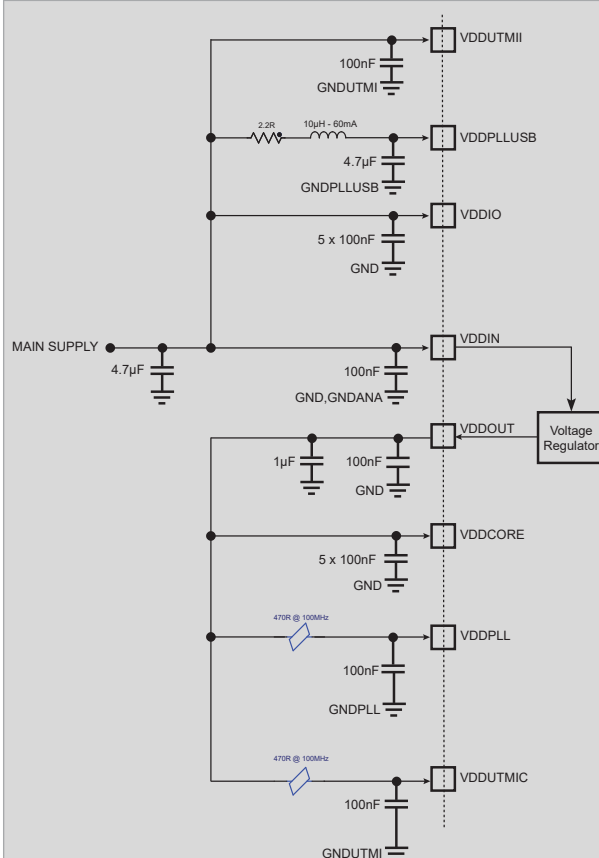 VDDUTMII
100nF
GNDUTMI
2.2R
10µH - 60mA
VDDPLLUSB
4.7µF
GNDPLLUSB
VDDIO
5 x 100nF
GND
MAIN SUPPLY
VDDIN
4.7µF
100nF
GND,GNDANA
VDDOUT
Voltage
Regulator
1µF
100nF
GND
VDDCORE
5 x 100nF
GND
470R @ 100MHz
VDDPLL
100nF
GNDPLL
470R @ 100MHz
VDDUTMIC
100nF
GNDUTMI